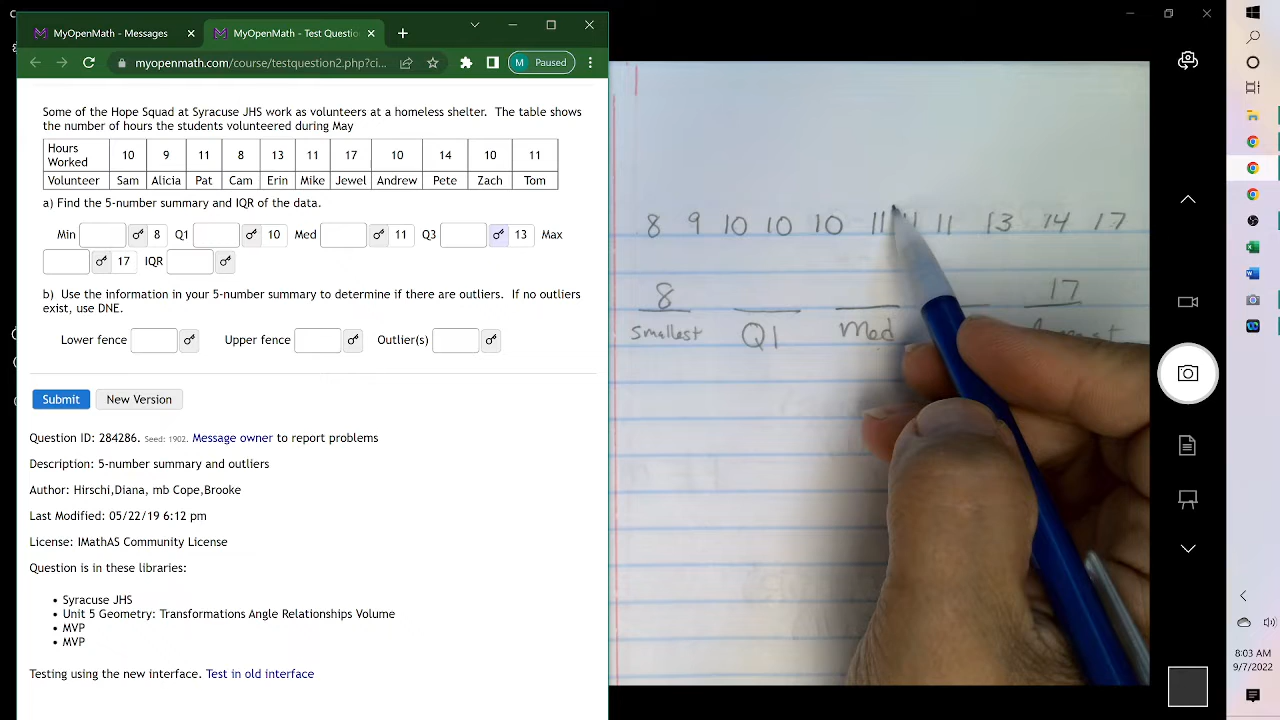 MyOpenMath - Messages
MyOpenMath - Test Questio
myopenmath.com/course/testquestion2.php?ci...
M Paused
Some of the Hope Squad at Syracuse JHS work as volunteers at a homeless shelter. The table shows
the number of hours the students volunteered during May
Hours Worked 10 9 11 8 13 11 17 10 14 10 11
Volunteer Sam Alicia Pat Cam Erin Mike Jewel Andrew Pete Zach Tom
a) Find the 5-number summary and IQR of the data.
Min 8 Q1 10 Med 11 Q3 13 Max
17 IQR
b) Use the information in your 5-number summary to determine if there are outliers. If no outliers
exist, use DNE.
Lower fence Upper fence Outlier(s)
Submit New Version
Question ID: 284286. Seed: 1902. Message owner to report problems
Description: 5-number summary and outliers
Author: Hirschi,Diana, mb Cope,Brooke
Last Modified: 05/22/19 6:12 pm
License: IMathAS Community License
Question is in these libraries:
• Syracuse JHS
• Unit 5 Geometry: Transformations Angle Relationships Volume
• MVP
• MVP
Testing using the new interface. Test in old interface
8 9 10 10 10 11 11 11 13 14 17
8 17
Smallest Q1 Med
8:03 AM
9/7/2022